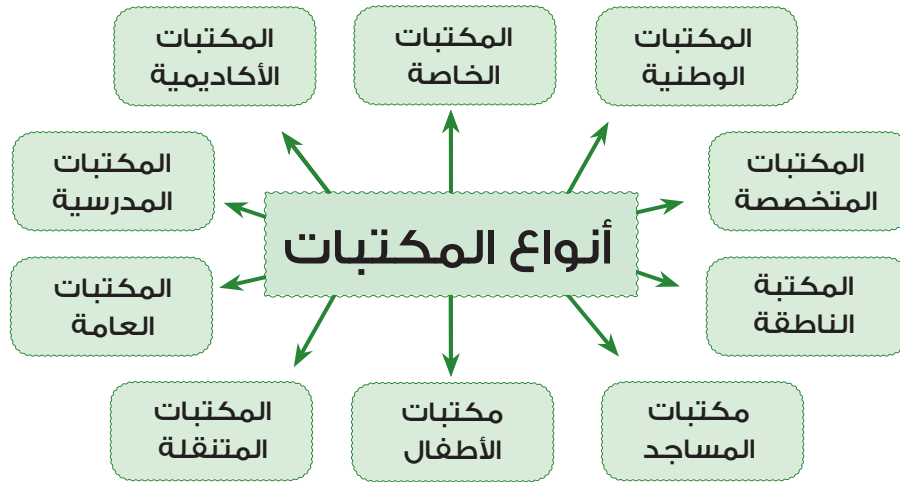 المكتبات
الوطنية
المكتبات
الخاصة
المكتبات
الأكاديمية
المكتبات
المتخصصة
المكتبات
المدرسية
أنواع المكتبات
المكتبة
الناطقة
المكتبات
العامة
مكتبات
المساجد
مكتبات
الأطفال
المكتبات
المتنقلة